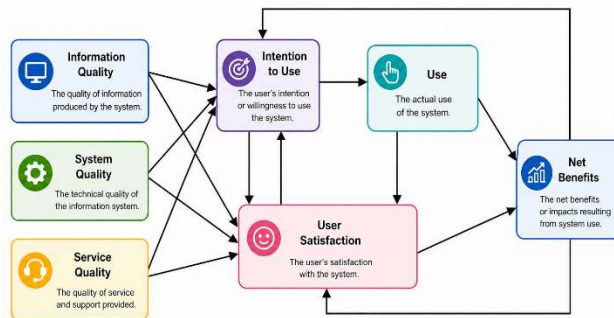 Information
Quality
The quality of information
produced by the system.
System
Quality
The technical quality of
the information system.
Service
Quality
The quality of service
and support provided.
Intention
to Use
The user's intention
or willingness to use
the system.
Use
The actual use
of the system.
User
Satisfaction
The user's satisfaction
with the system.
Net
Benefits
The net benefits
or impacts resulting
from system use.